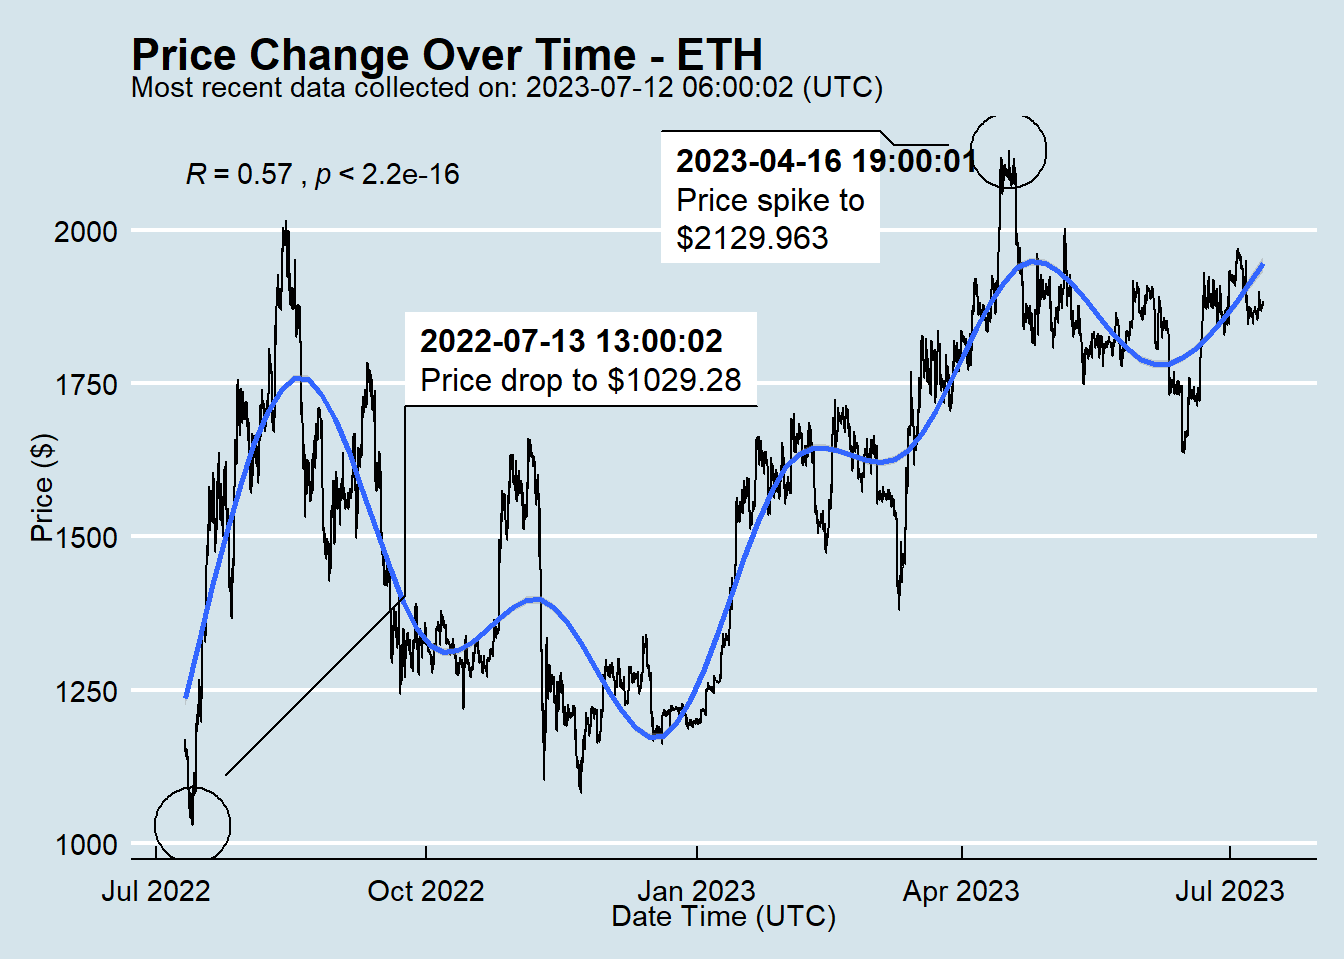 Price Change Over Time - ETH
Most recent data collected on: 2023-07-12 06:00:02 (UTC)
R = 0.57 , p < 2.2e-16
2023-04-16 19:00:01
Price spike to
$2129.963
2022-07-13 13:00:02
Price drop to $1029.28
Price ($)
2000
1750
1500
1250
1000
Jul 2022
Oct 2022
Jan 2023
Apr 2023
Jul 2023
Date Time (UTC)